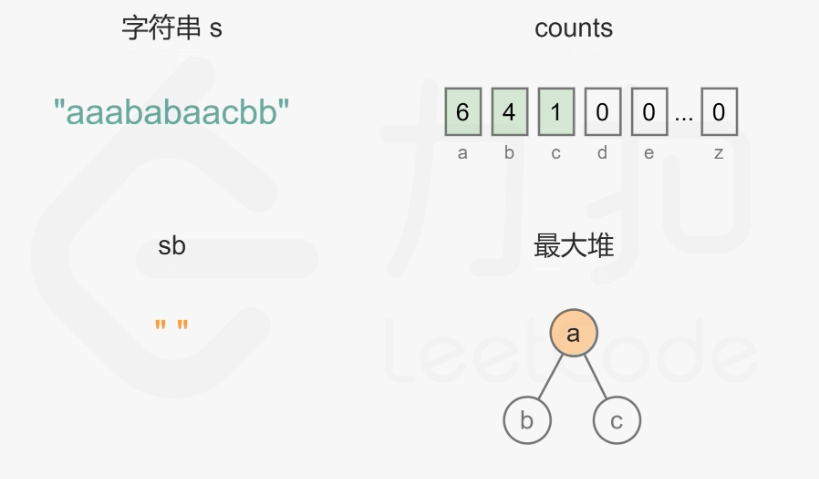 字符串 s
counts
"aaababaacbb"
6 4 1 0 0 ... 0
a b c d e z
sb
最大堆
" "
a
b c
力扣
LeetCode